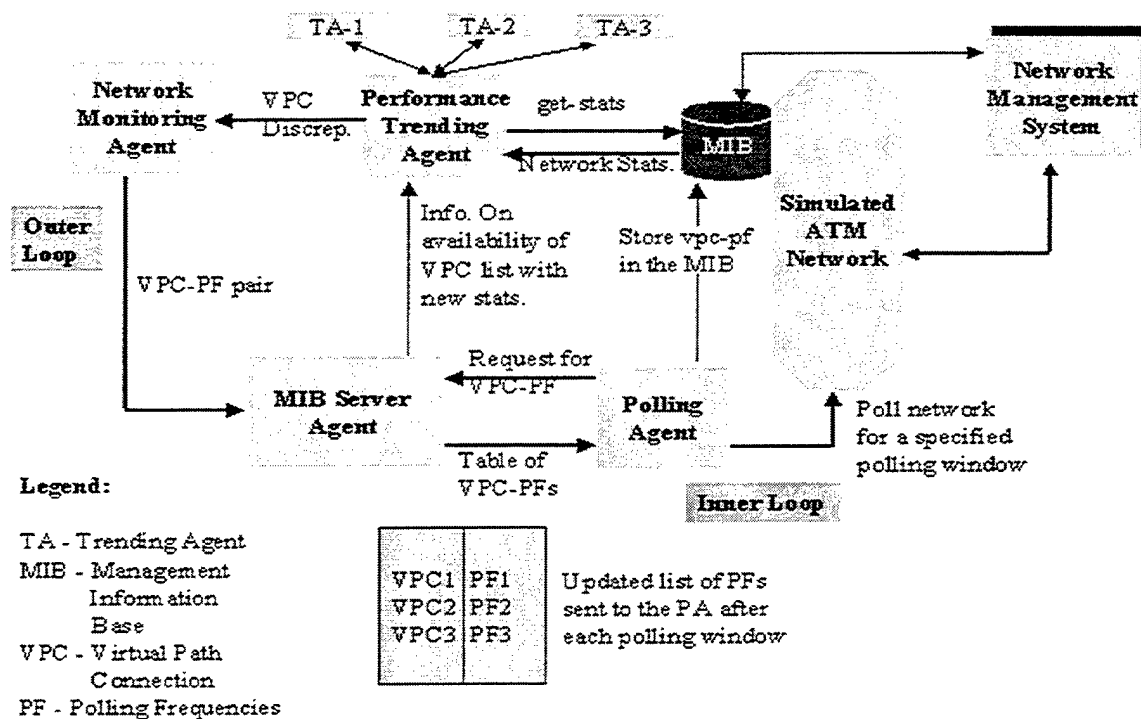 TA-1
TA-2
TA-3
Network
Monitoring
Agent
VPC
Discrep.
Performance
Trending
Agent
get-stats
Network Stats.
MIB
Network
Management
System
Simulated
ATM
Network
Outer
Loop
VPC-PF pair
Info. On
availability of
VPC list with
new stats.
Store vpc-pf
in the MIB
MIB Server
Agent
Request for
VPC-PF
Table of
VPC-PFs
Polling
Agent
Poll network
for a specified
polling window
Inner Loop
Legend:
TA - Trending Agent
MIB - Management
Information
Base
VPC - Virtual Path
Connection
PF - Polling Frequencies
VPC1 PF1
VPC2 PF2
VPC3 PF3
Updated list of PFs
sent to the PA after
each polling window